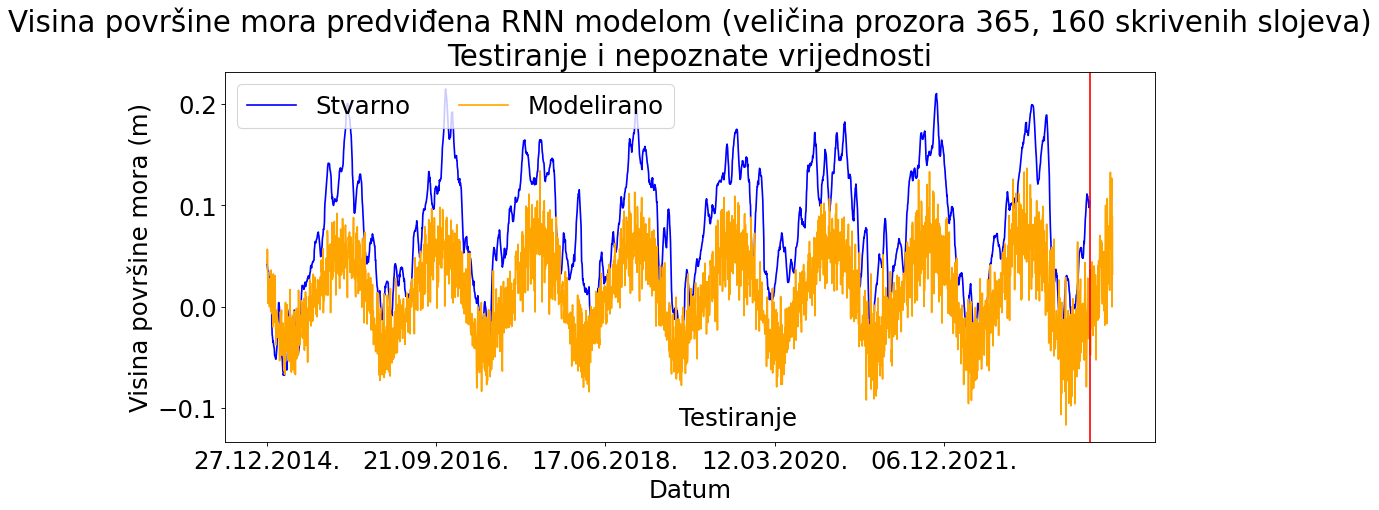 Visina površine mora predviđena RNN modelom (veličina prozora 365, 160 skrivenih slojeva)
Testiranje i nepoznate vrijednosti
Stvarno Modelirano
Visina površine mora (m)
0.2
0.1
0.0
−0.1
Testiranje
27.12.2014. 21.09.2016. 17.06.2018. 12.03.2020. 06.12.2021.
Datum